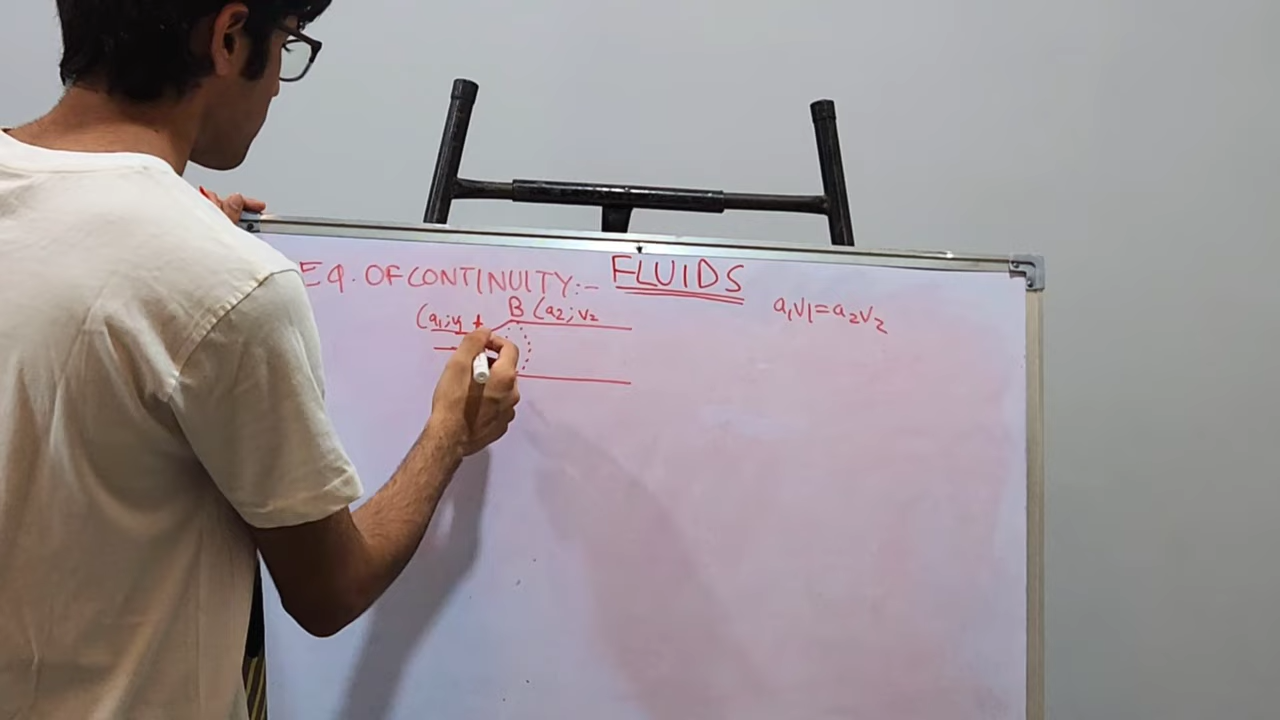 EQ. OF CONTINUITY:- FLUIDS
(a₁;v₁ B (a₂; v₂ a₁v₁=a₂v₂